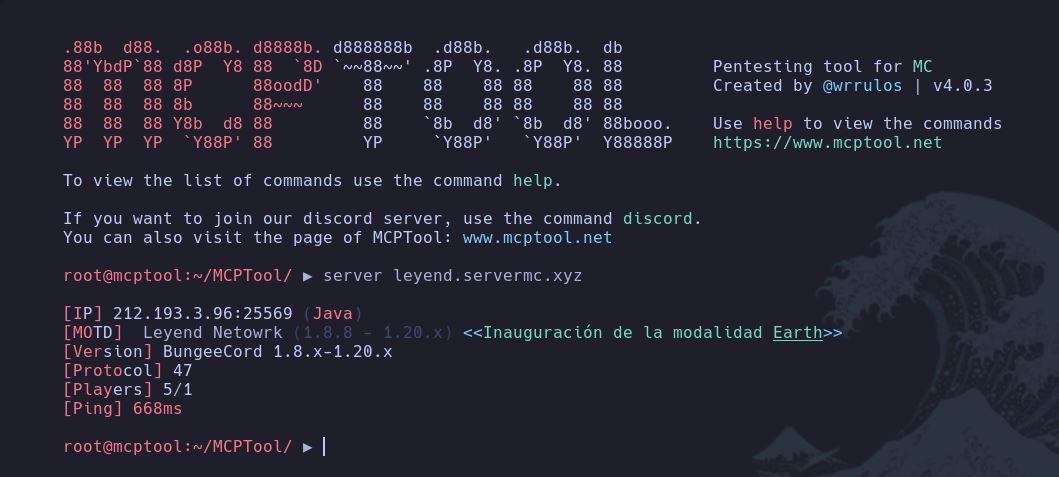 .88b  d88.  .o88b. d8888b. d888888b  .d88b.   .d88b.  db
88'YbdP`88 d8P  Y8 88  `8D `~~88~~' .8P  Y8. .8P  Y8. 88         Pentesting tool for MC
88  88  88 8P      88oodD'    88    88    88 88    88 88         Created by @wrrulos | v4.0.3
88  88  88 8b      88~~~      88    88    88 88    88 88
88  88  88 Y8b  d8 88         88    `8b  d8' `8b  d8' 88booo.    Use help to view the commands
YP  YP  YP  `Y88P' 88         YP     `Y88P'   `Y88P'  Y88888P    https://www.mcptool.net
To view the list of commands use the command help.
If you want to join our discord server, use the command discord.
You can also visit the page of MCPTool: www.mcptool.net
root@mcptool:~/MCPTool/ ► server leyend.servermc.xyz
[IP] 212.193.3.96:25569 (Java)
[MOTD]  Leyend Netowrk (1.8.8 - 1.20.x) <<Inauguración de la modalidad Earth>>
[Version] BungeeCord 1.8.x-1.20.x
[Protocol] 47
[Players] 5/1
[Ping] 668ms
root@mcptool:~/MCPTool/ ►